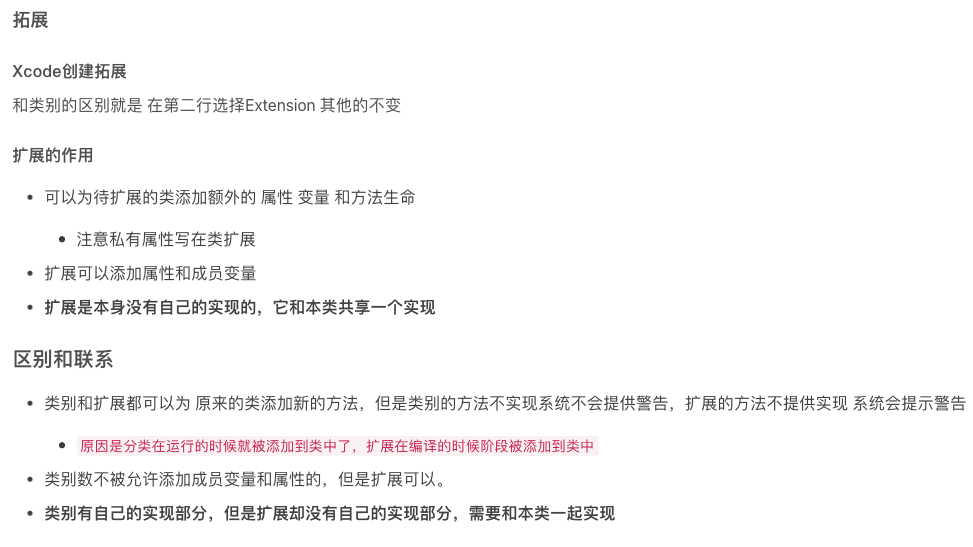 拓展
Xcode创建拓展
和类别的区别就是 在第二行选择Extension 其他的不变
扩展的作用
可以为待扩展的类添加额外的 属性 变量 和方法生命
注意私有属性写在类扩展
扩展可以添加属性和成员变量
扩展是本身没有自己的实现的，它和本类共享一个实现
区别和联系
类别和扩展都可以为 原来的类添加新的方法，但是类别的方法不实现系统不会提供警告，扩展的方法不提供实现 系统会提示警告
原因是分类在运行的时候就被添加到类中了，扩展在编译的时候阶段被添加到类中
类别数不被允许添加成员变量和属性的，但是扩展可以。
类别有自己的实现部分，但是扩展却没有自己的实现部分，需要和本类一起实现